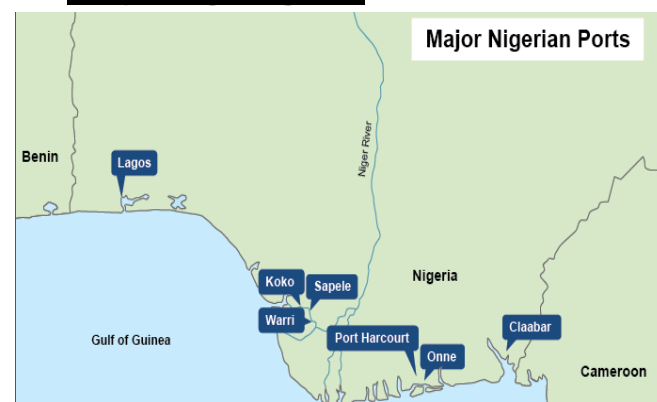 Major Nigerian Ports
Benin
Lagos
Niger River
Koko
Sapele
Nigeria
Warri
Port Harcourt
Claabar
Gulf of Guinea
Onne
Cameroon